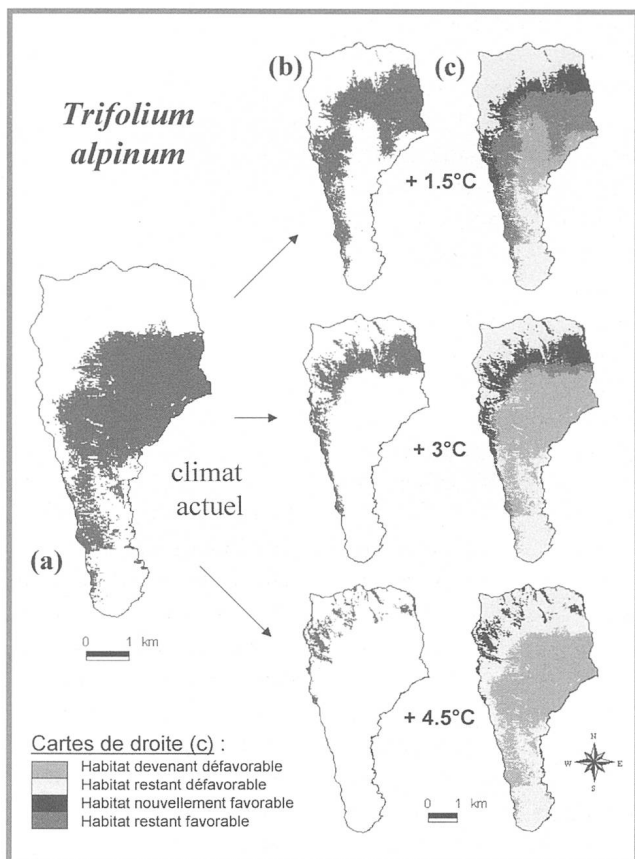 (b)
(c)
Trifolium
alpinum
+ 1.5°C
climat
actuel
+ 3°C
(a)
0 1 km
+ 4.5°C
Cartes de droite (c) :
Habitat devenant défavorable
Habitat restant défavorable
Habitat nouvellement favorable
Habitat restant favorable
0 1 km
N
W E
S